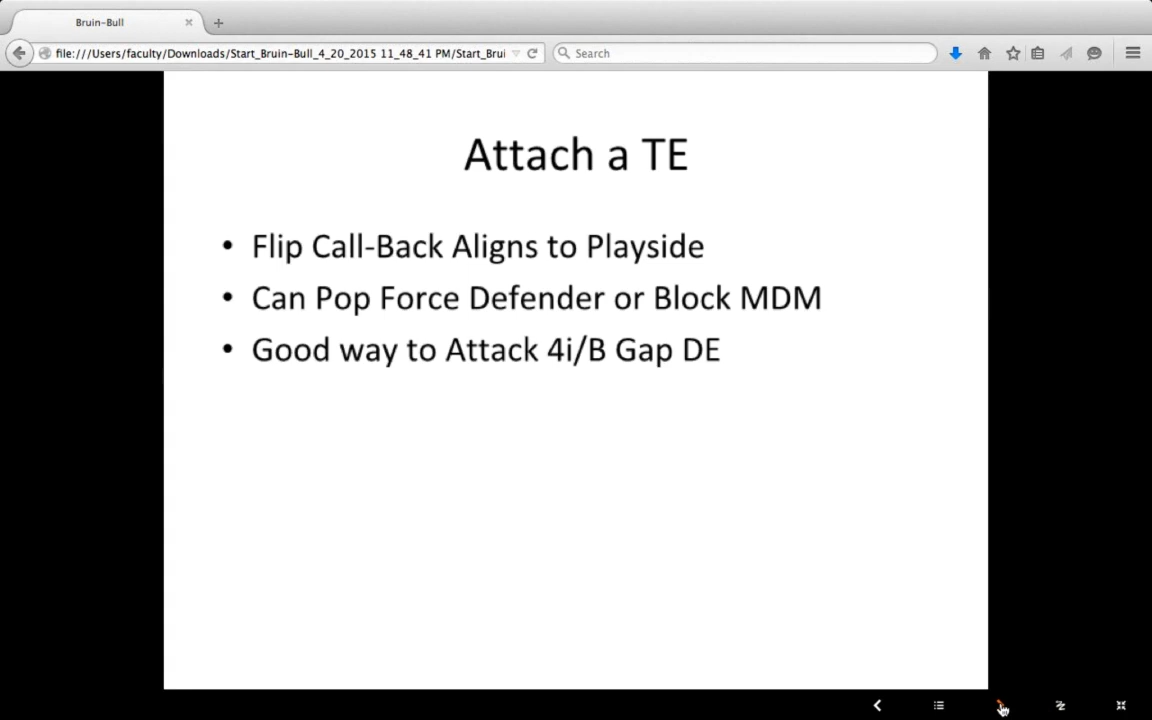 Bruin-Bull
file:///Users/faculty/Downloads/Start_Bruin-Bull_4_20_2015 11_48_41 PM/Start_Brui
Search
Attach a TE
• Flip Call-Back Aligns to Playside
• Can Pop Force Defender or Block MDM
• Good way to Attack 4i/B Gap DE